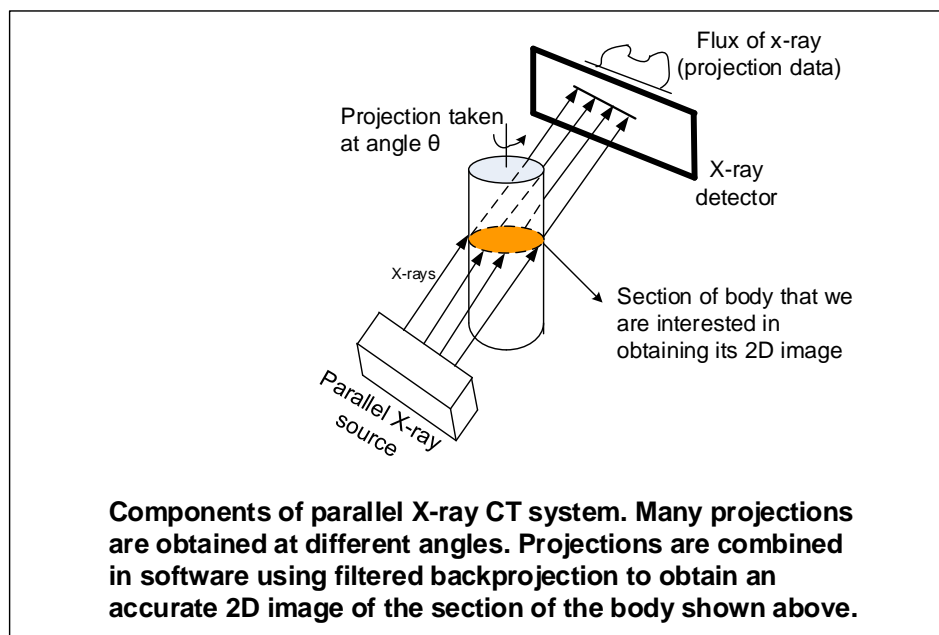 Flux of x-ray
(projection data)
Projection taken
at angle θ
X-ray
detector
X-rays
Section of body that we
are interested in
obtaining its 2D image
Parallel X-ray
source
Components of parallel X-ray CT system. Many projections
are obtained at different angles. Projections are combined
in software using filtered backprojection to obtain an
accurate 2D image of the section of the body shown above.